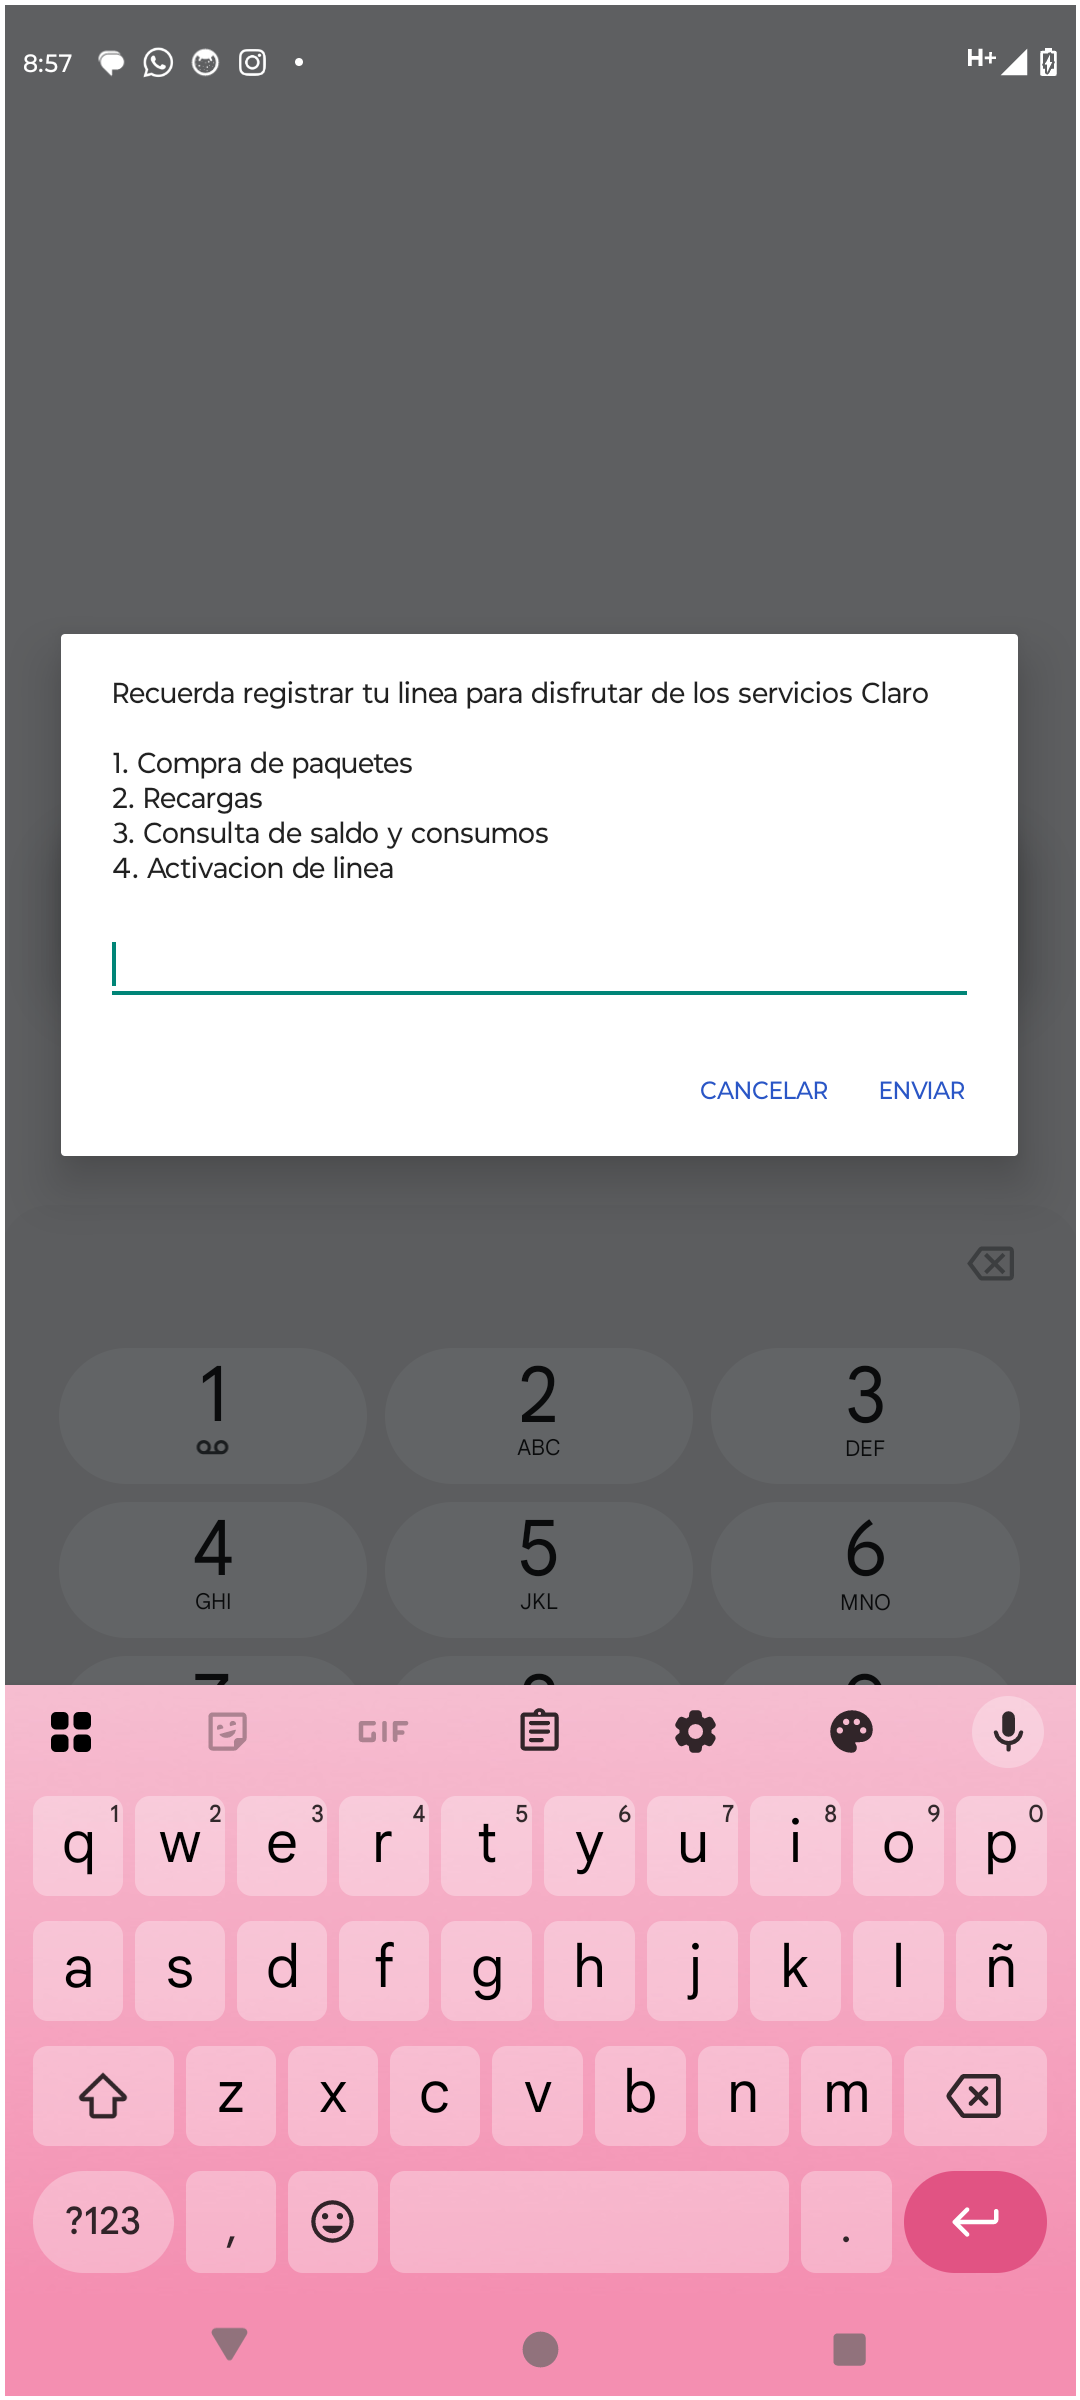 8:57
H+
Recuerda registrar tu linea para disfrutar de los servicios Claro
1. Compra de paquetes
2. Recargas
3. Consulta de saldo y consumos
4. Activacion de linea
CANCELAR ENVIAR
1 2 3
ABC DEF
4 5 6
GHI JKL MNO
GIF
1 2 3 4 5 6 7 8 9 0
q w e r t y u i o p
a s d f g h j k l ñ
z x c v b n m
?123 , .